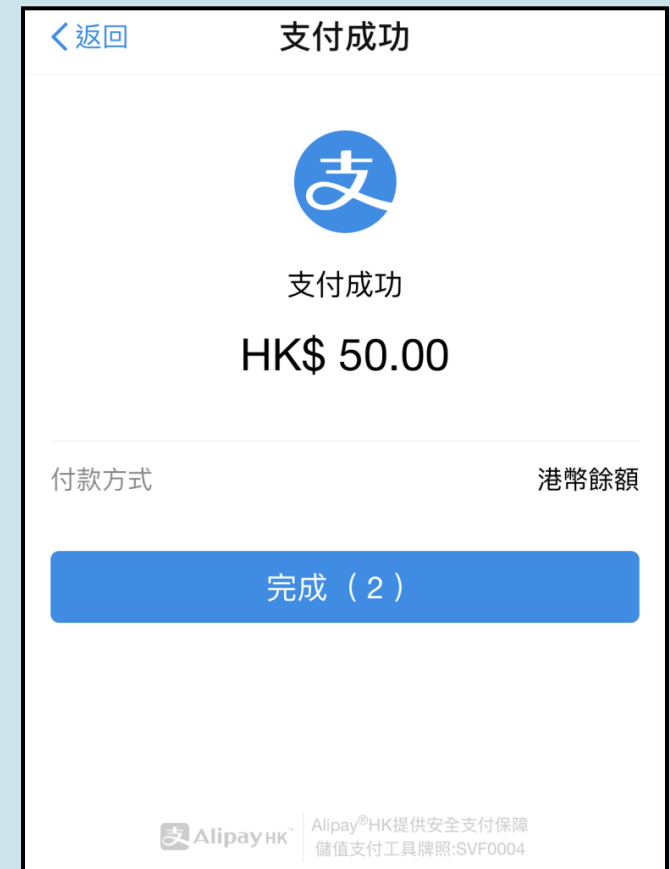 返回
支付成功
支
支付成功
HK$ 50.00
付款方式 港幣餘額
完成（2）
支 AlipayHK™
Alipay®HK提供安全支付保障
儲值支付工具牌照:SVF0004